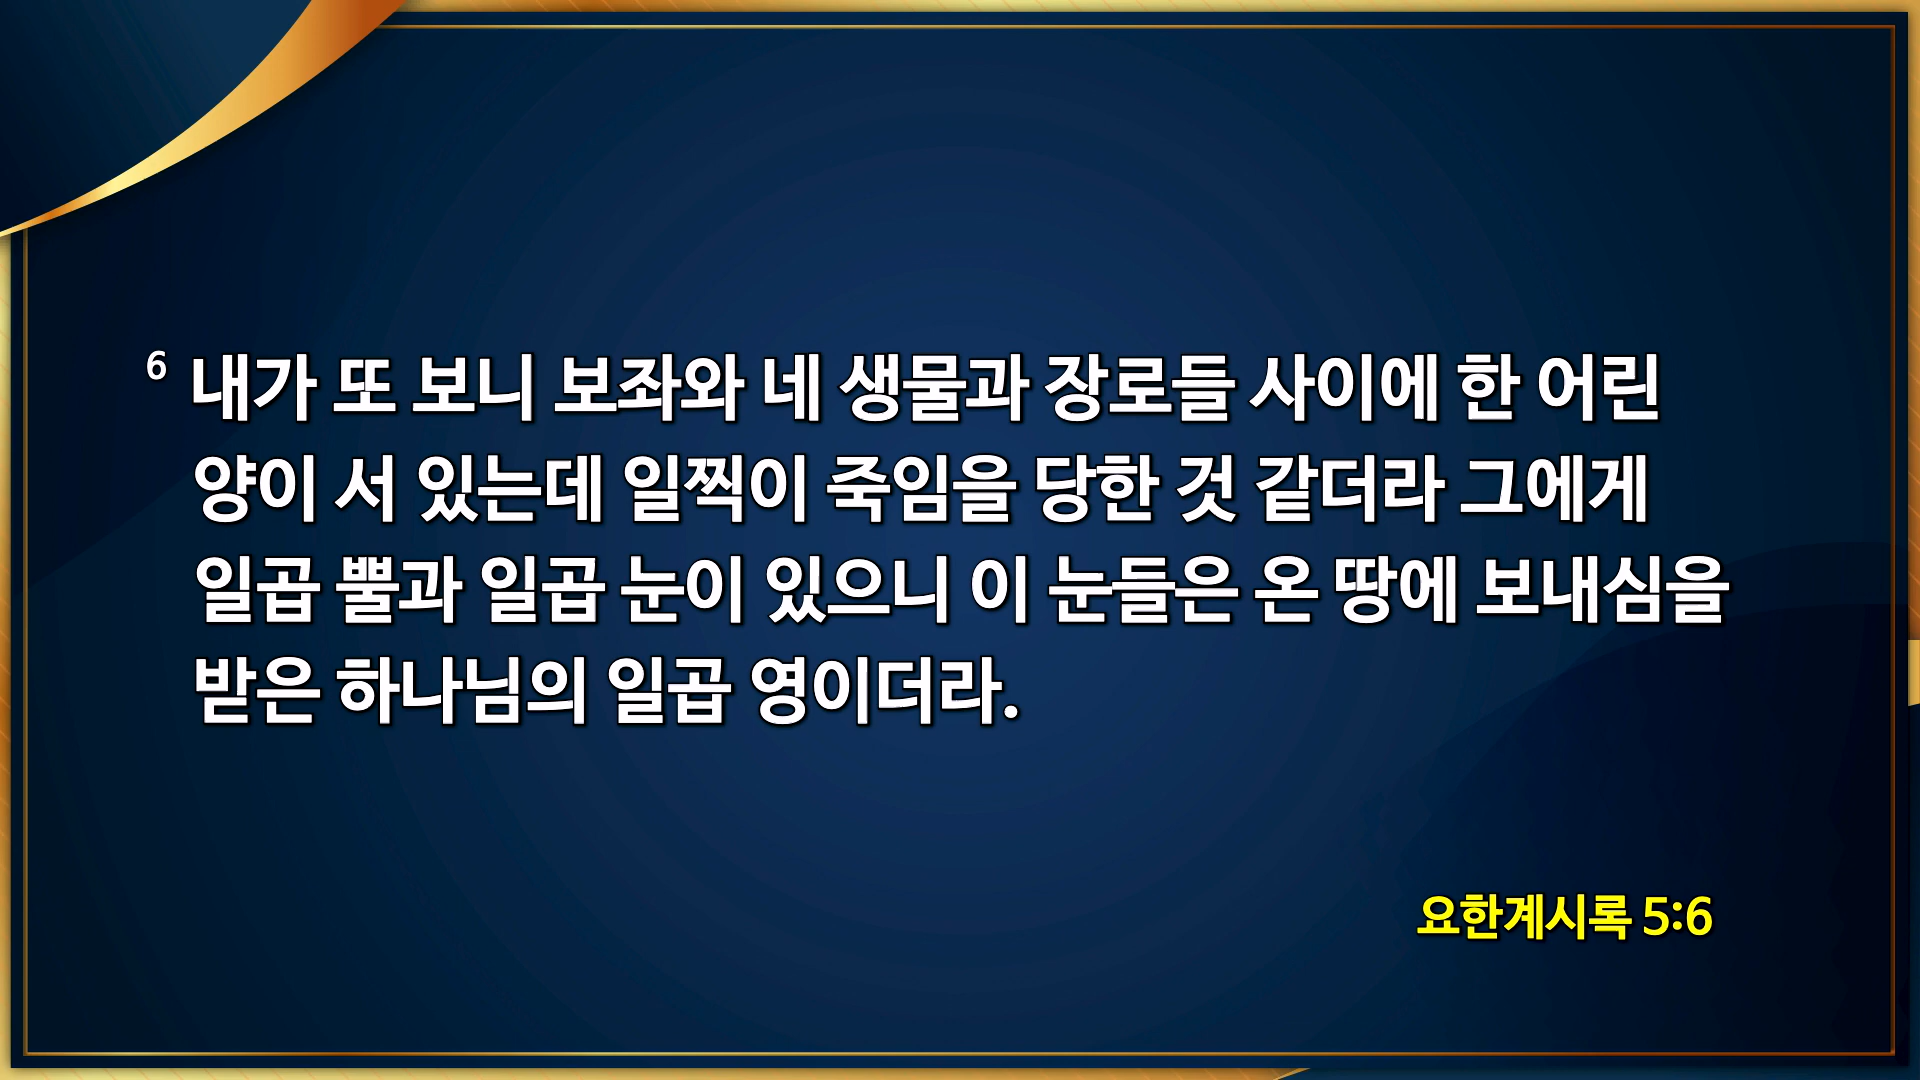 6 내가 또 보니 보좌와 네 생물과 장로들 사이에 한 어린
양이 서 있는데 일찍이 죽임을 당한 것 같더라 그에게
일곱 뿔과 일곱 눈이 있으니 이 눈들은 온 땅에 보내심을
받은 하나님의 일곱 영이더라.
요한계시록 5:6